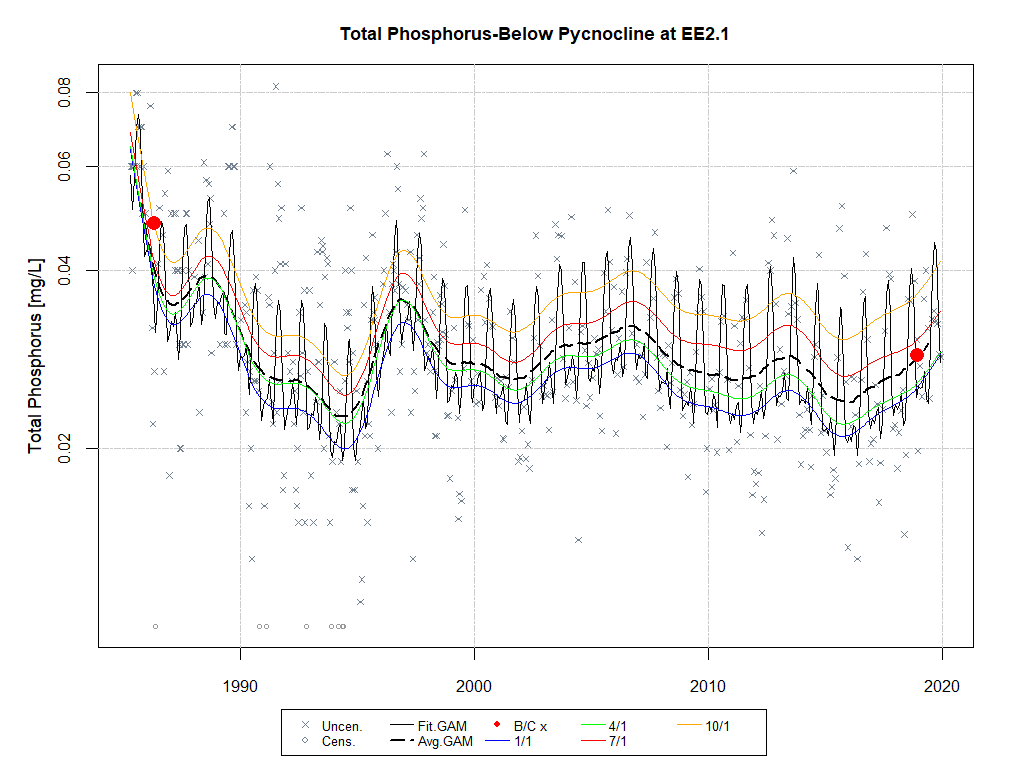 Total Phosphorus-Below Pycnocline at EE2.1
Total Phosphorus [mg/L]
0.08
0.06
0.04
0.02
1990 2000 2010 2020
Uncen. Fit.GAM B/C x 4/1 10/1
Cens. Avg.GAM 1/1 7/1